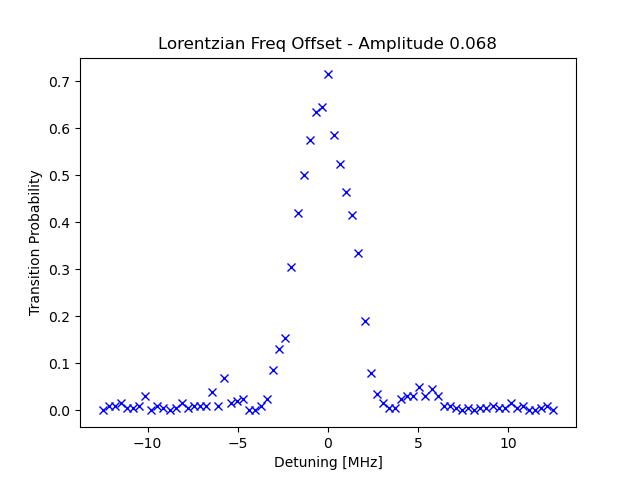 Lorentzian Freq Offset - Amplitude 0.068
0.7
0.6
0.5
0.4
0.3
0.2
0.1
0.0
Transition Probability
−10 −5 0 5 10
Detuning [MHz]